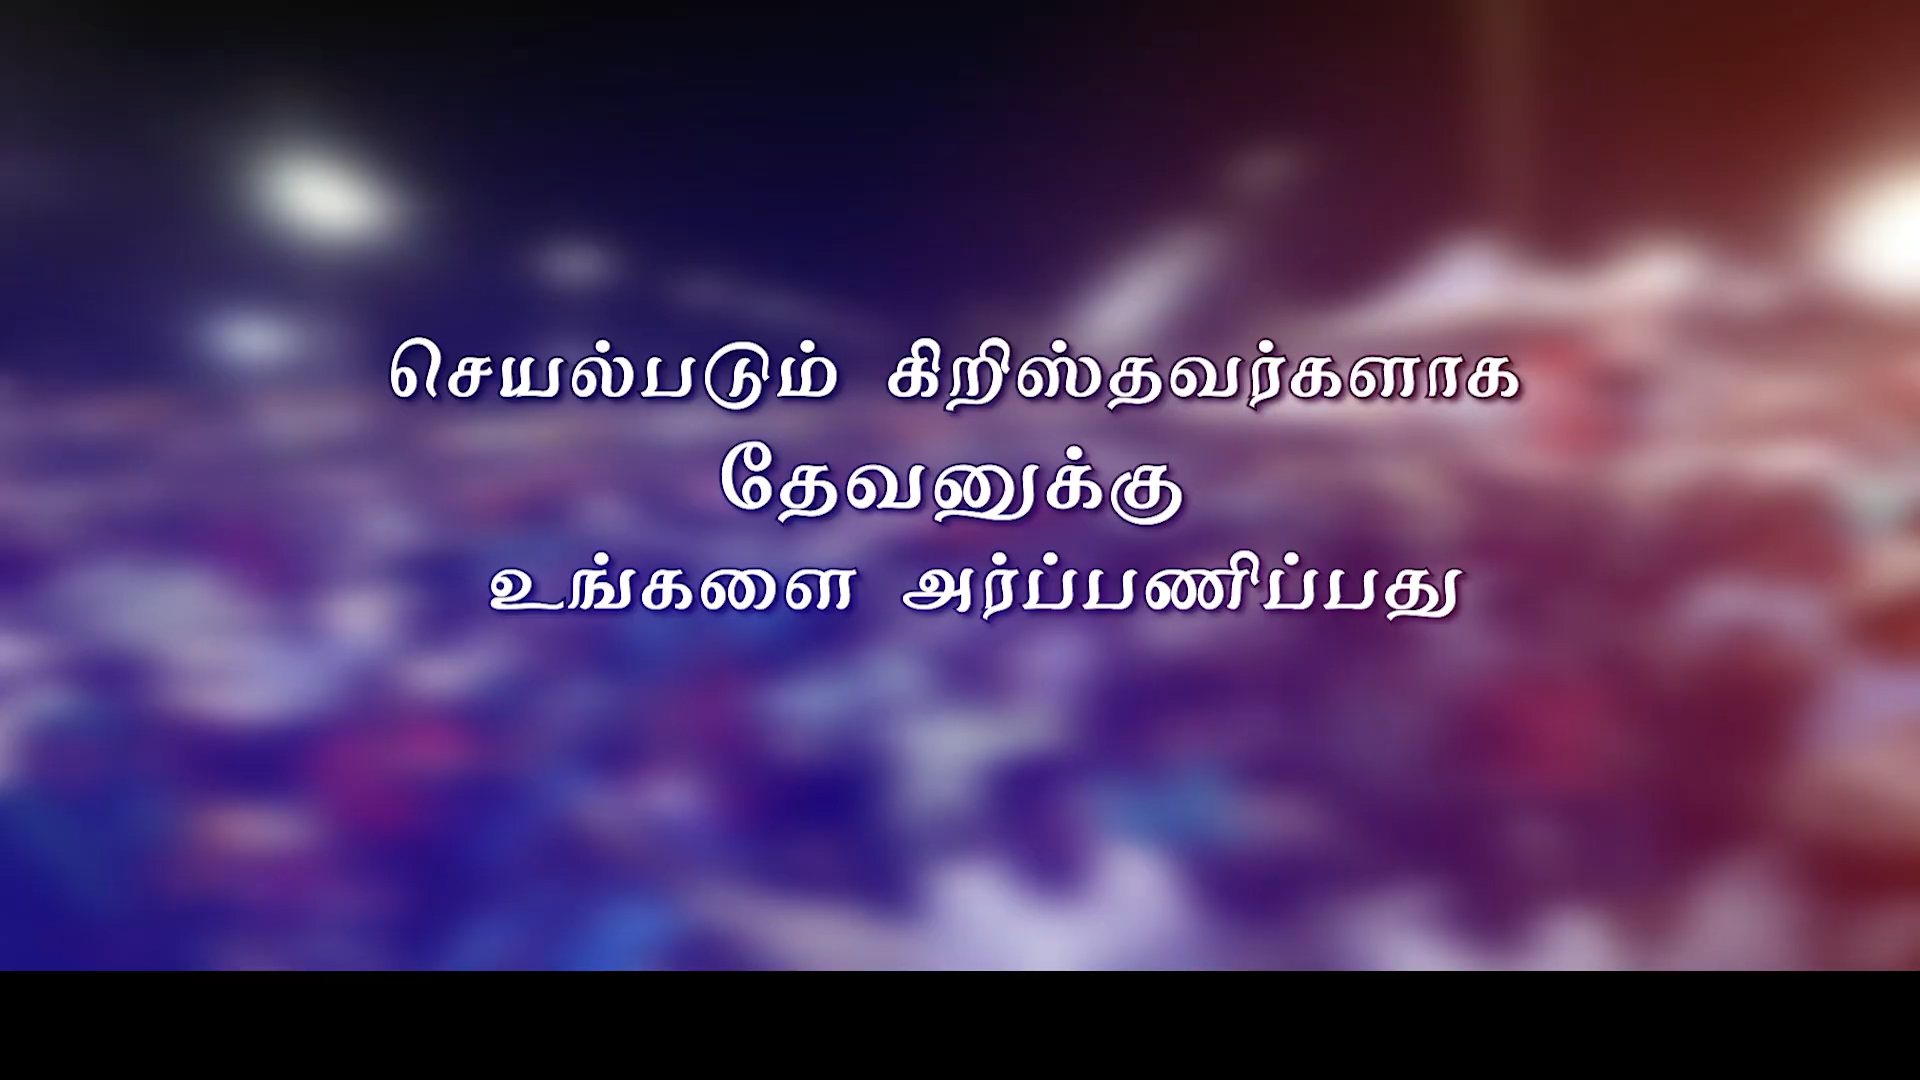 செயல்படும் கிறிஸ்தவர்களாக
தேவனுக்கு
உங்களை அர்ப்பணிப்பது